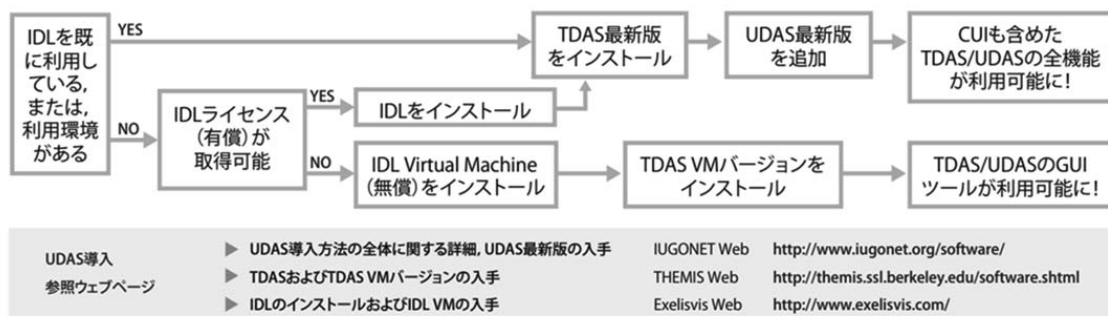 IDLを既
に利用し
ている,
または,
利用環境
がある
YES
NO
TDAS最新版
をインストール
UDAS最新版
を追加
CUIも含めた
TDAS/UDASの全機能
が利用可能に!
IDLライセンス
(有償)が
取得可能
YES
NO
IDLをインストール
IDL Virtual Machine
(無償)をインストール
TDAS VMバージョンを
インストール
TDAS/UDASのGUI
ツールが利用可能に!
UDAS導入
参照ウェブページ
▶ UDAS導入方法の全体に関する詳細, UDAS最新版の入手 IUGONET Web http://www.iugonet.org/software/
▶ TDASおよびTDAS VMバージョンの入手 THEMIS Web http://themis.ssl.berkeley.edu/software.shtml
▶ IDLのインストールおよびIDL VMの入手 Exelisvis Web http://www.exelisvis.com/